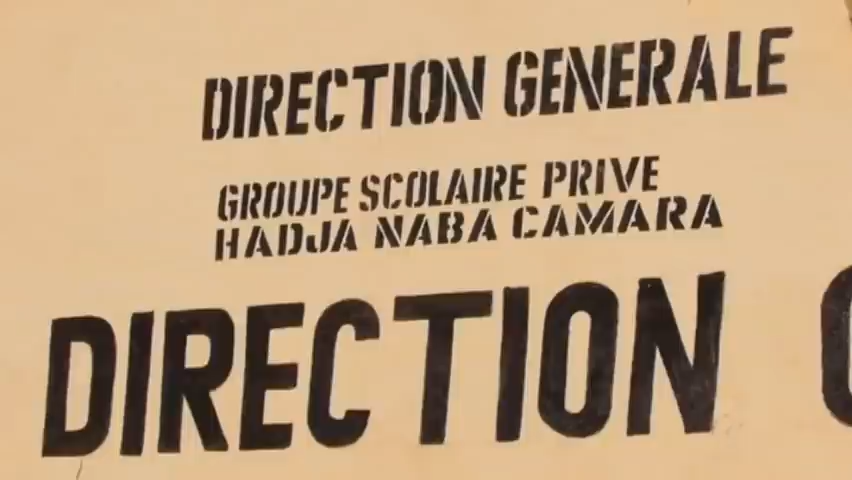 DIRECTION GENERALE
GROUPE SCOLAIRE PRIVE
HADJA NABA CAMARA
DIRECTION